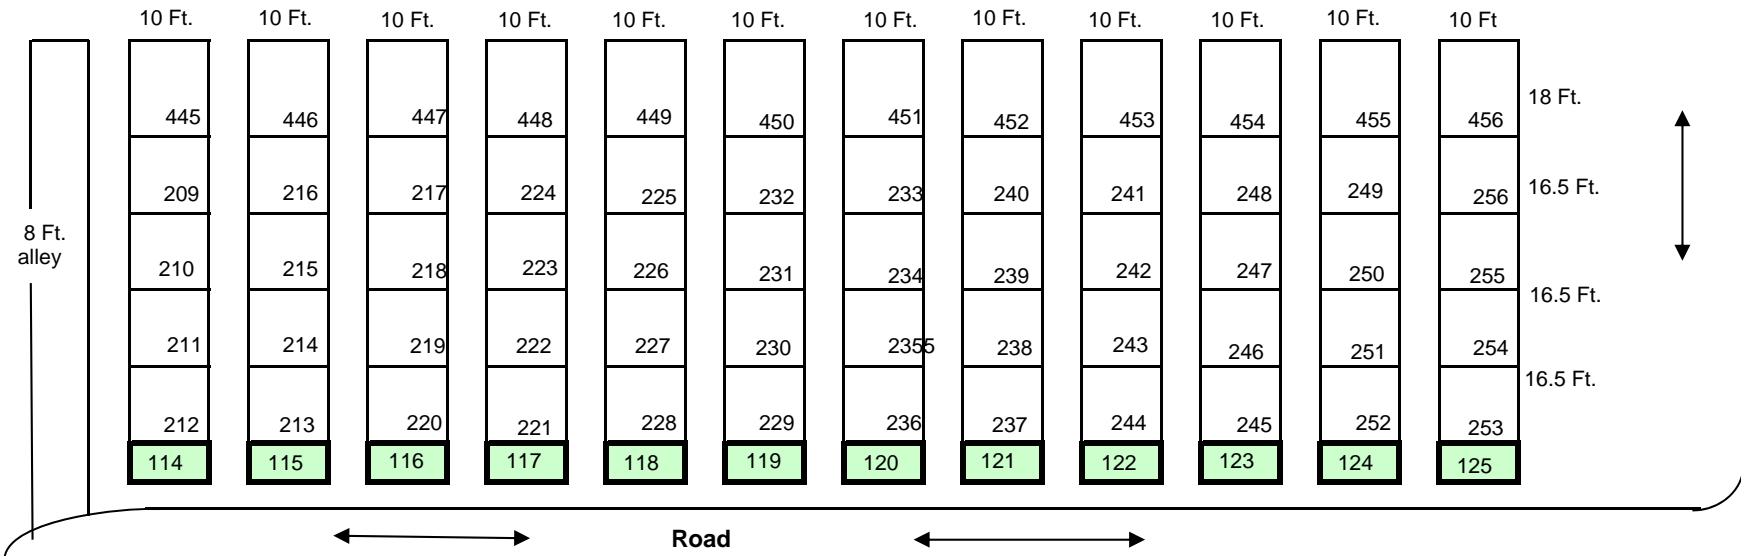 10 Ft. 10 Ft. 10 Ft. 10 Ft. 10 Ft. 10 Ft. 10 Ft. 10 Ft. 10 Ft. 10 Ft. 10 Ft. 10 Ft
445 446 447 448 449 450 451 452 453 454 455 456 18 Ft.
209 216 217 224 225 232 233 240 241 248 249 256 16.5 Ft.
8 Ft.
alley
210 215 218 223 226 231 234 239 242 247 250 255
16.5 Ft.
211 214 219 222 227 230 2355 238 243 246 251 254
16.5 Ft.
212 213 220 221 228 229 236 237 244 245 252 253
114 115 116 117 118 119 120 121 122 123 124 125
Road